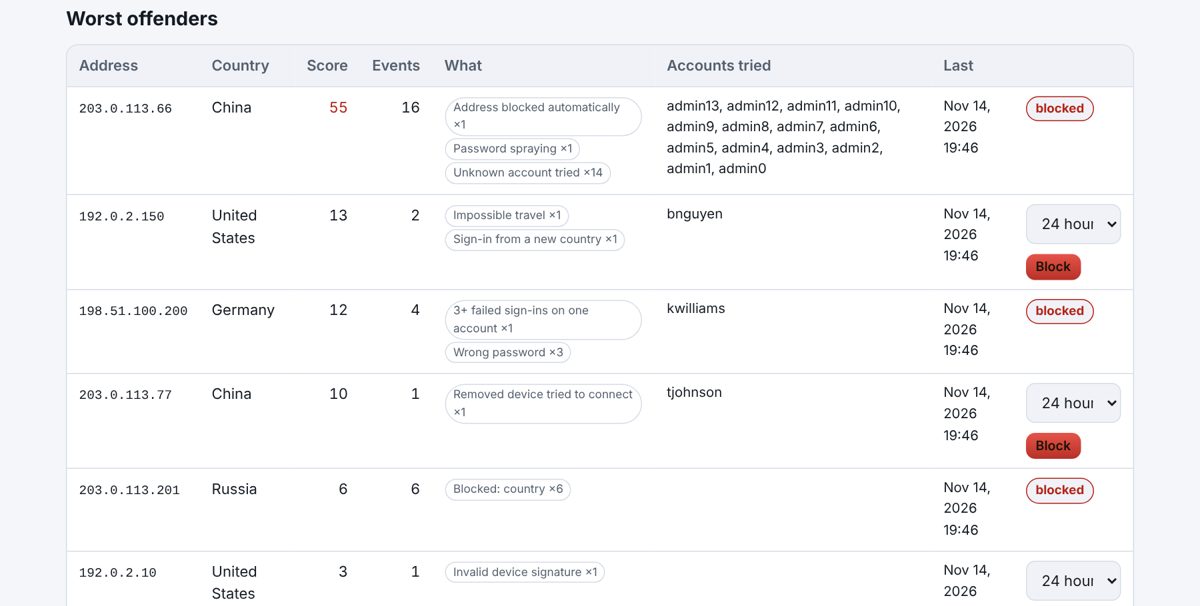 Worst offenders
Address Country Score Events What Accounts tried Last
203.0.113.66 China 55 16 Address blocked automatically ×1 Password spraying ×1 Unknown account tried ×14 admin13, admin12, admin11, admin10, admin9, admin8, admin7, admin6, admin5, admin4, admin3, admin2, admin1, admin0 Nov 14, 2026 19:46 blocked
192.0.2.150 United States 13 2 Impossible travel ×1 Sign-in from a new country ×1 bnguyen Nov 14, 2026 19:46 24 hour Block
198.51.100.200 Germany 12 4 3+ failed sign-ins on one account ×1 Wrong password ×3 kwilliams Nov 14, 2026 19:46 blocked
203.0.113.77 China 10 1 Removed device tried to connect ×1 tjohnson Nov 14, 2026 19:46 24 hour Block
203.0.113.201 Russia 6 6 Blocked: country ×6 Nov 14, 2026 19:46 blocked
192.0.2.10 United States 3 1 Invalid device signature ×1 Nov 14, 2026 24 hour